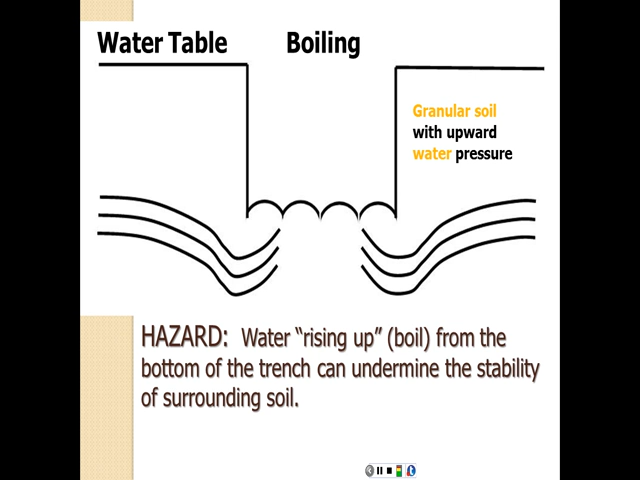 Water Table
Boiling
Granular soil
with upward
water pressure
HAZARD: Water “rising up” (boil) from the
bottom of the trench can undermine the stability
of surrounding soil.